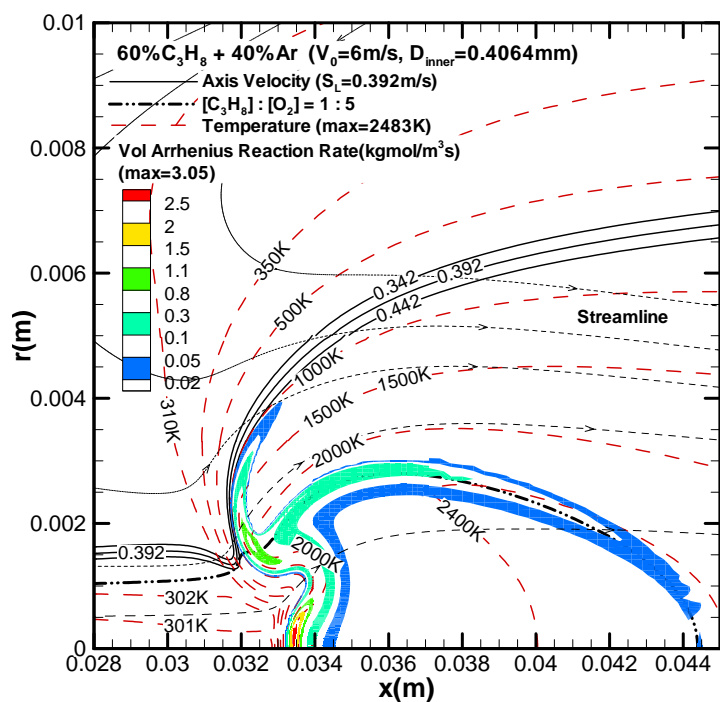 60%C₃H₈ + 40%Ar (V₀=6m/s, D_inner=0.4064mm)
Axis Velocity (S_L=0.392m/s)
[C₃H₈] : [O₂] = 1 : 5
Temperature (max=2483K)
Vol Arrhenius Reaction Rate(kgmol/m³s)
(max=3.05)
2.5
2
1.5
1.1
0.8
0.3
0.1
0.05
0.02
350K
500K
310K
0.342
0.392
0.442
Streamline
1000K
1500K
1500K
2000K
2400K
2000K
0.392
302K
301K
r(m)
0.01
0.008
0.006
0.004
0.002
0
0.028 0.03 0.032 0.034 0.036 0.038 0.04 0.042 0.044
x(m)